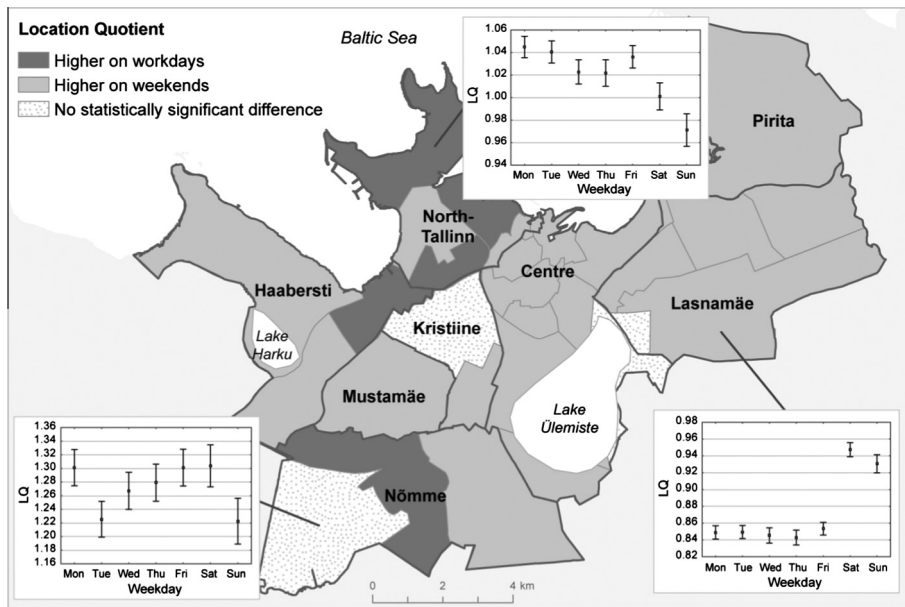 Location Quotient
Higher on workdays
Higher on weekends
No statistically significant difference
Baltic Sea
LQ
1.06
1.04
1.02
1.00
0.98
0.96
0.94
Mon Tue Wed Thu Fri Sat Sun
Weekday
Pirita
North-
Tallinn
Centre
Haabersti
Lasnamäe
Kristiine
Lake
Harku
Mustamäe
Lake
Ülemiste
Nõmme
LQ
1.36
1.34
1.32
1.30
1.28
1.26
1.24
1.22
1.20
1.18
1.16
Mon Tue Wed Thu Fri Sat Sun
Weekday
LQ
0.98
0.96
0.94
0.92
0.90
0.88
0.86
0.84
0.82
Mon Tue Wed Thu Fri Sat Sun
Weekday
0 2 4 km